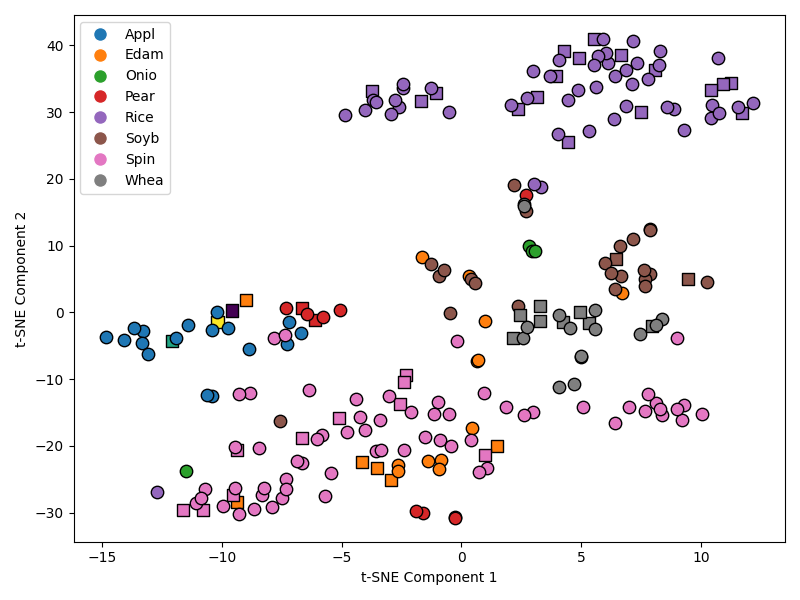 Appl
Edam
Onio
Pear
Rice
Soyb
Spin
Whea
40
30
20
10
0
−10
−20
−30
t-SNE Component 2
−15 −10 −5 0 5 10
t-SNE Component 1